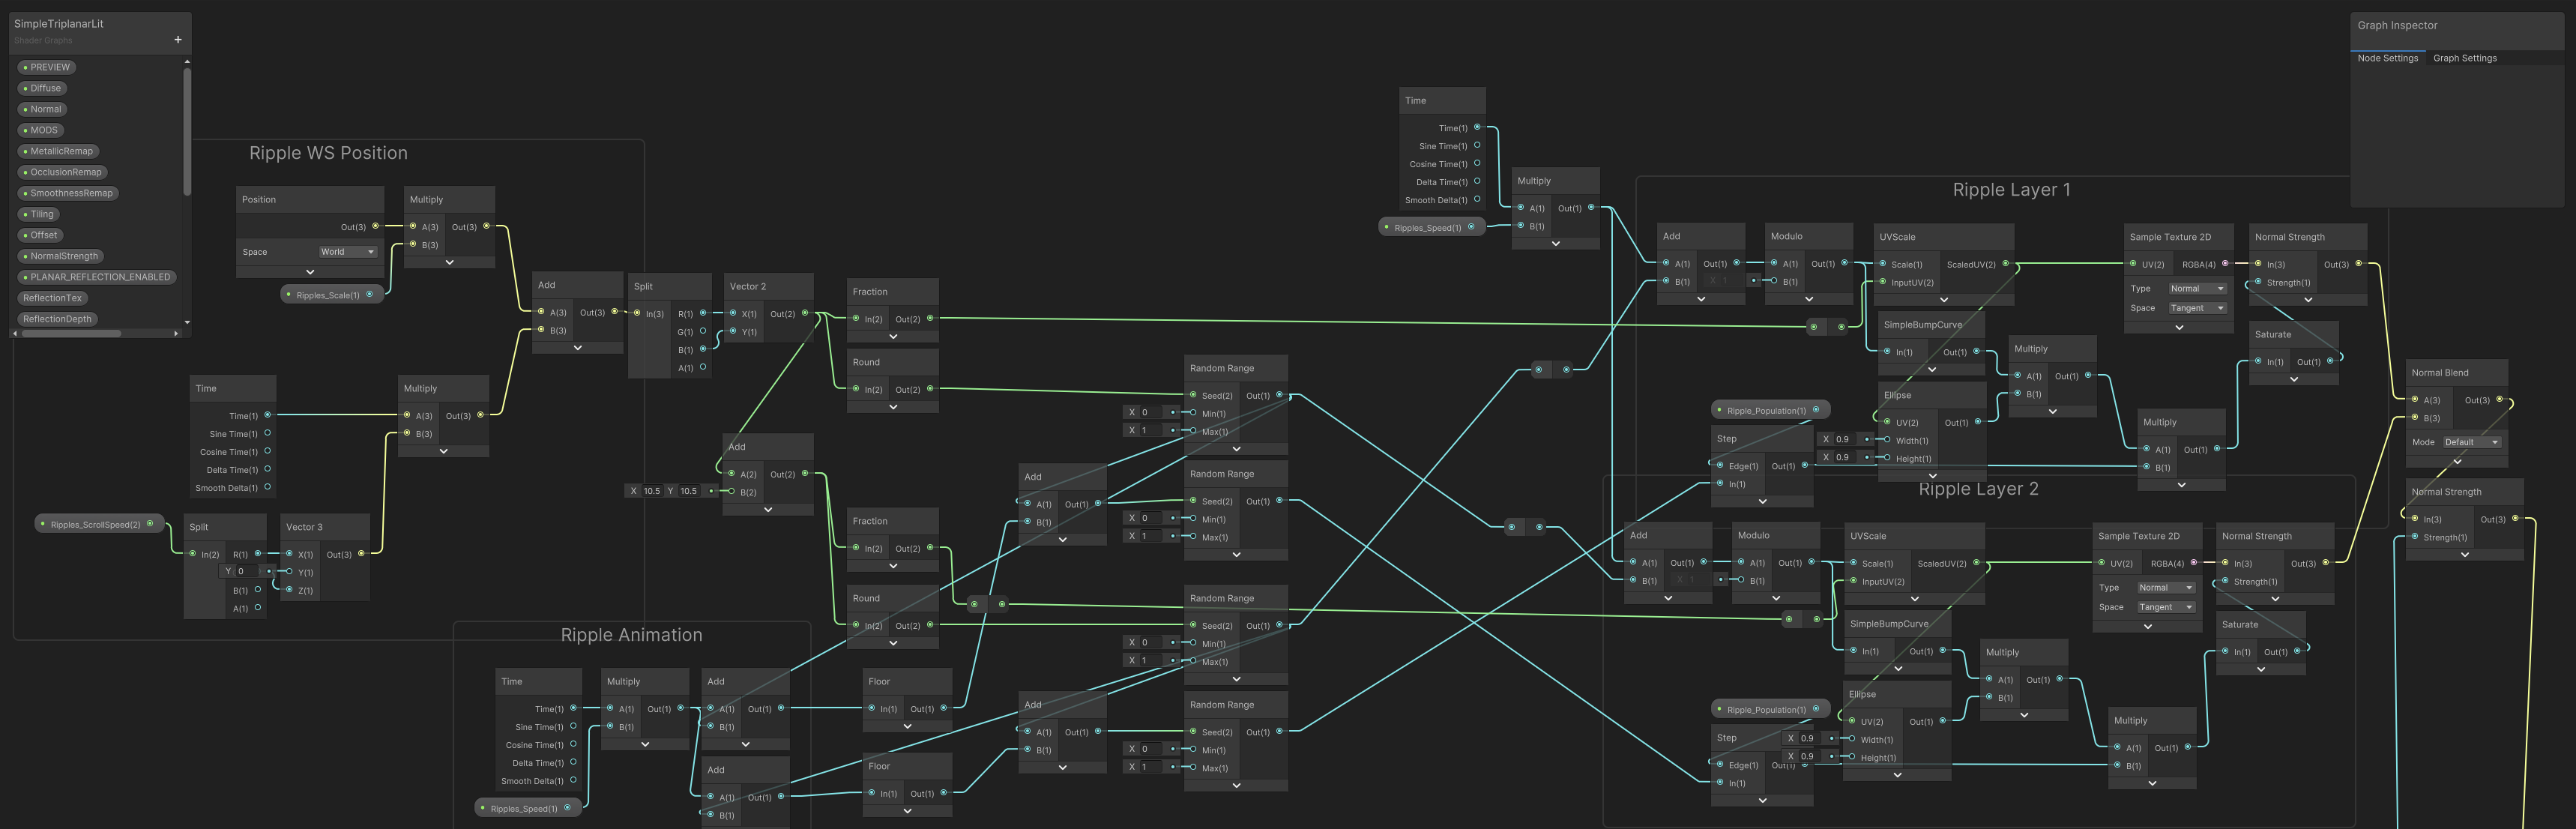 SimpleTriplanarLit
Shader Graphs
+
PREVIEW
Diffuse
Normal
MODS
MetallicRemap
OcclusionRemap
SmoothnessRemap
Tiling
Offset
NormalStrength
PLANAR_REFLECTION_ENABLED
ReflectionTex
ReflectionDepth
Ripple WS Position
Position
Out(3)
Space World
Multiply
A(3) Out(3)
B(3)
Ripples_Scale(1)
Time
Time(1)
Sine Time(1)
Cosine Time(1)
Delta Time(1)
Smooth Delta(1)
Multiply
A(3) Out(3)
B(3)
Ripples_ScrollSpeed(2)
Split
In(2) R(1)
B(1)
A(1)
Y 0
Vector 3
X(1) Out(3)
Y(1)
Z(1)
Add
A(3) Out(3)
B(3)
Split
In(3) R(1)
G(1)
B(1)
A(1)
Vector 2
X(1) Out(2)
Y(1)
Fraction
In(2) Out(2)
Round
In(2) Out(2)
Add
A(2) Out(2)
B(2)
X 10.5 Y 10.5
Fraction
In(2) Out(2)
Round
In(2) Out(2)
Ripple Animation
Time
Time(1)
Sine Time(1)
Cosine Time(1)
Delta Time(1)
Smooth Delta(1)
Ripples_Speed(1)
Multiply
A(1) Out(1)
B(1)
Add
A(1) Out(1)
B(1)
Add
A(1) Out(1)
B(1)
Floor
In(1) Out(1)
Floor
In(1) Out(1)
Add
A(1) Out(1)
B(1)
Add
A(1) Out(1)
B(1)
Random Range
Seed(2) Out(1)
X 0 Min(1)
X 1 Max(1)
Random Range
Seed(2) Out(1)
X 0 Min(1)
X 1 Max(1)
Random Range
Seed(2) Out(1)
X 0 Min(1)
X 1 Max(1)
Random Range
Seed(2) Out(1)
X 0 Min(1)
X 1 Max(1)
Time
Time(1)
Sine Time(1)
Cosine Time(1)
Delta Time(1)
Smooth Delta(1)
Ripples_Speed(1)
Multiply
A(1) Out(1)
B(1)
Ripple Layer 1
Add
A(1) Out(1)
B(1)
X 1
Modulo
A(1) Out(1)
B(1)
UVScale
Scale(1) ScaledUV(2)
InputUV(2)
SimpleBumpCurve
In(1) Out(1)
Ellipse
UV(2) Out(1)
X 0.9 Width(1)
X 0.9 Height(1)
Ripple_Population(1)
Step
Edge(1) Out(1)
In(1)
Multiply
A(1) Out(1)
B(1)
Multiply
A(1) Out(1)
B(1)
Sample Texture 2D
UV(2) RGBA(4)
Type Normal
Space Tangent
Normal Strength
In(3) Out(3)
Strength(1)
Saturate
In(1) Out(1)
Ripple Layer 2
Add
A(1) Out(1)
B(1)
X 1
Modulo
A(1) Out(1)
B(1)
UVScale
Scale(1) ScaledUV(2)
InputUV(2)
SimpleBumpCurve
In(1) Out(1)
Ellipse
UV(2) Out(1)
X 0.9 Width(1)
X 0.9 Height(1)
Ripple_Population(1)
Step
Edge(1) Out(1)
In(1)
Multiply
A(1) Out(1)
B(1)
Multiply
A(1) Out(1)
B(1)
Sample Texture 2D
UV(2) RGBA(4)
Type Normal
Space Tangent
Normal Strength
In(3) Out(3)
Strength(1)
Saturate
In(1) Out(1)
Normal Blend
A(3) Out(3)
B(3)
Mode Default
Normal Strength
In(3) Out(3)
Strength(1)
Graph Inspector
Node Settings Graph Settings